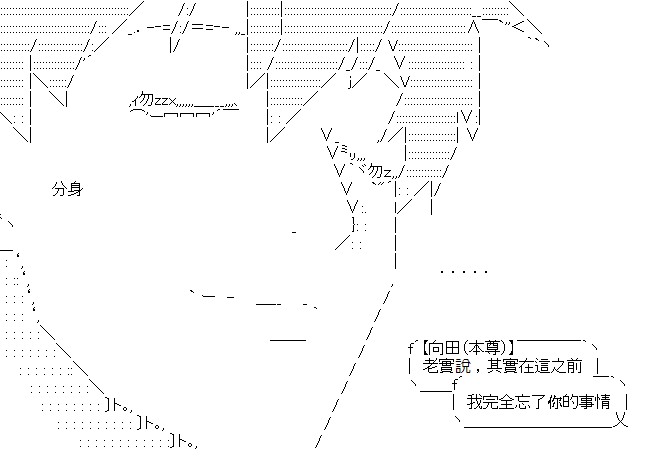 分身
・・・・・
【向田(本尊)】
老實說，其實在這之前
我完全忘了你的事情